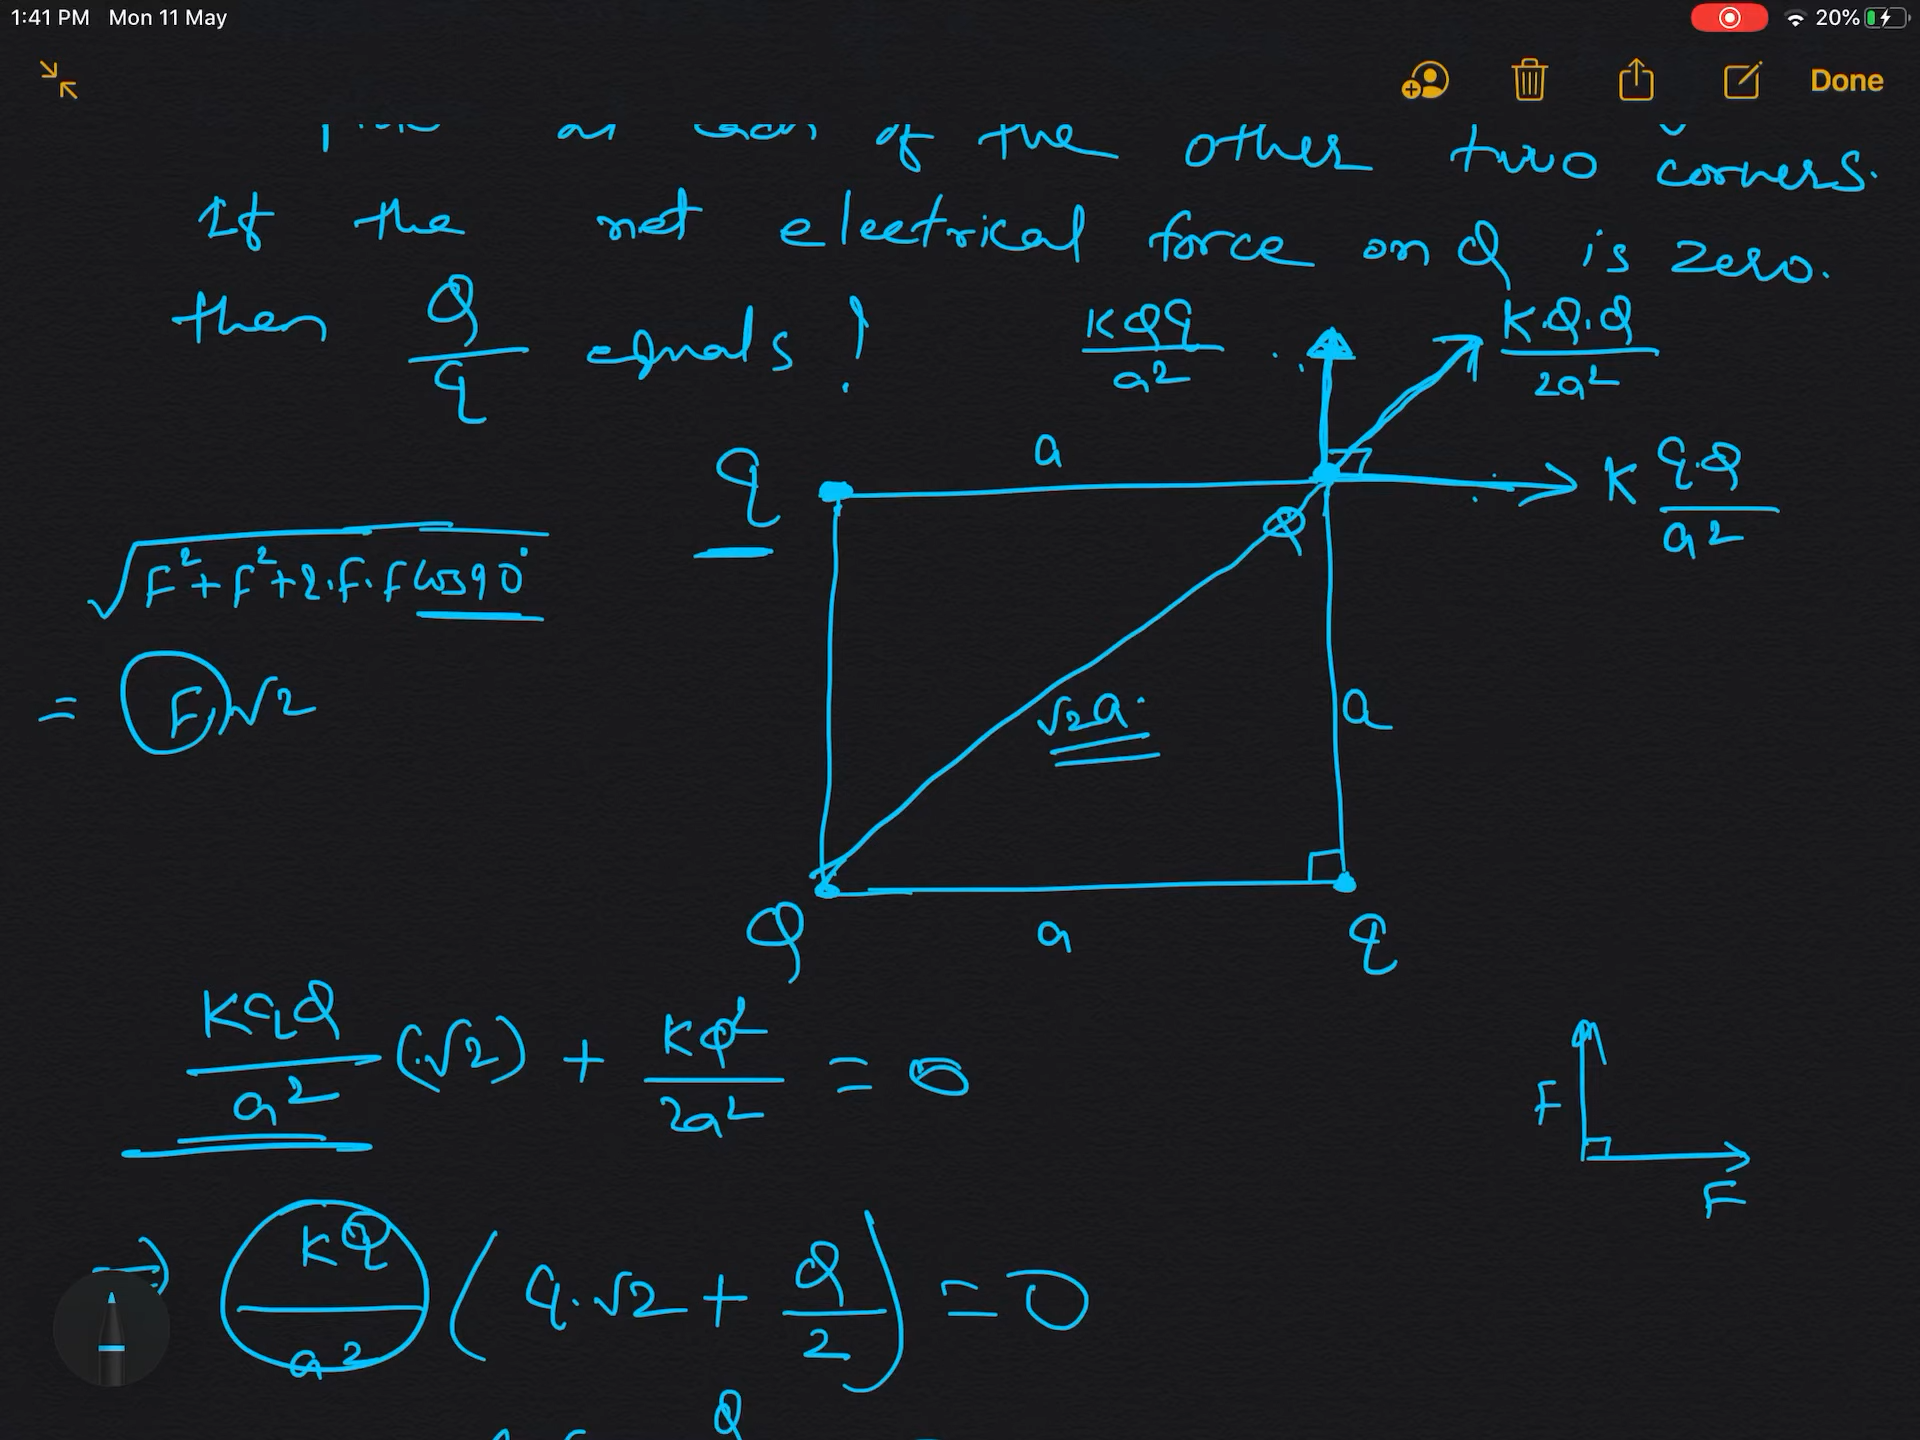 1:41 PM Mon 11 May
20%
Done
of the other two corners.
If the net electrical force on Q is zero.
then Q/q equals !
KQq/a²
K.Q.Q/2a²
K q.Q/a²
q
a
Q
√F²+F²+2.F.F cos90°
= F√2
√2a.
a
Q
a
q
KqQ/a² (√2) + KQ²/2a² = 0
F
F
⇒ KQ/a² ( q.√2 + Q/2 ) = 0
Q